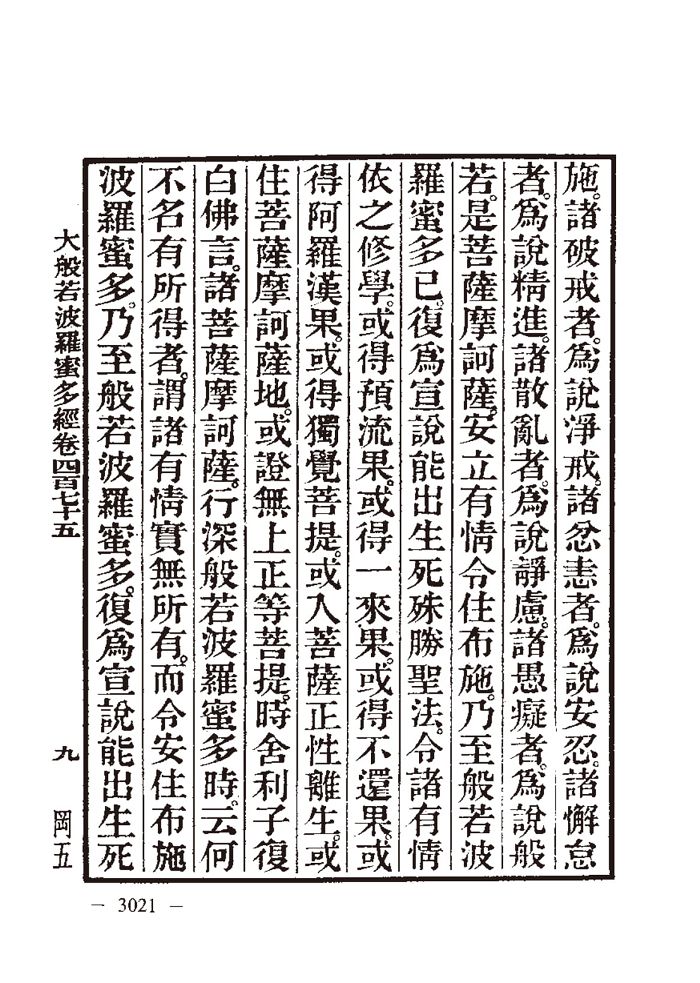 施。諸破戒者。爲說淨戒。諸忿恚者。爲說安忍。諸懈怠
者。爲說精進。諸散亂者。爲說靜慮。諸愚癡者。爲說般
若。是菩薩摩訶薩。安立有情令住布施。乃至般若波
羅蜜多已。復爲宣說能出生死殊勝聖法。令諸有情
依之修學。或得預流果。或得一來果。或得不還果。或
得阿羅漢果。或得獨覺菩提。或入菩薩正性離生。或
住菩薩摩訶薩地。或證無上正等菩提。時舍利子復
白佛言。諸菩薩摩訶薩。行深般若波羅蜜多時。云何
不名有所得者。謂諸有情實無所有。而令安住布施
波羅蜜多。乃至般若波羅蜜多。復爲宣說能出生死
大般若波羅蜜多經卷四百七十五 九 岡五
— 3021 —